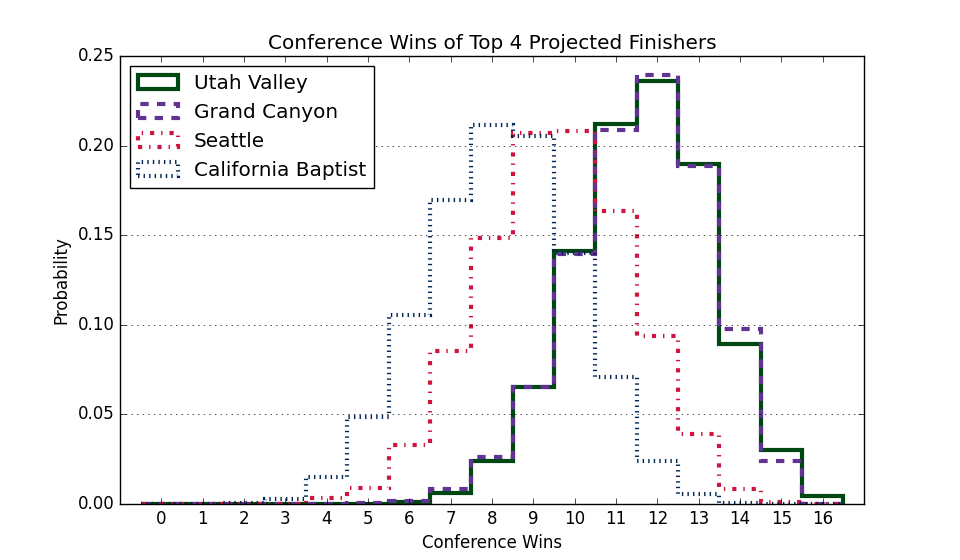 Conference Wins of Top 4 Projected Finishers
0.25
0.20
0.15
0.10
0.05
0.00
Probability
Utah Valley
Grand Canyon
Seattle
California Baptist
0 1 2 3 4 5 6 7 8 9 10 11 12 13 14 15 16
Conference Wins